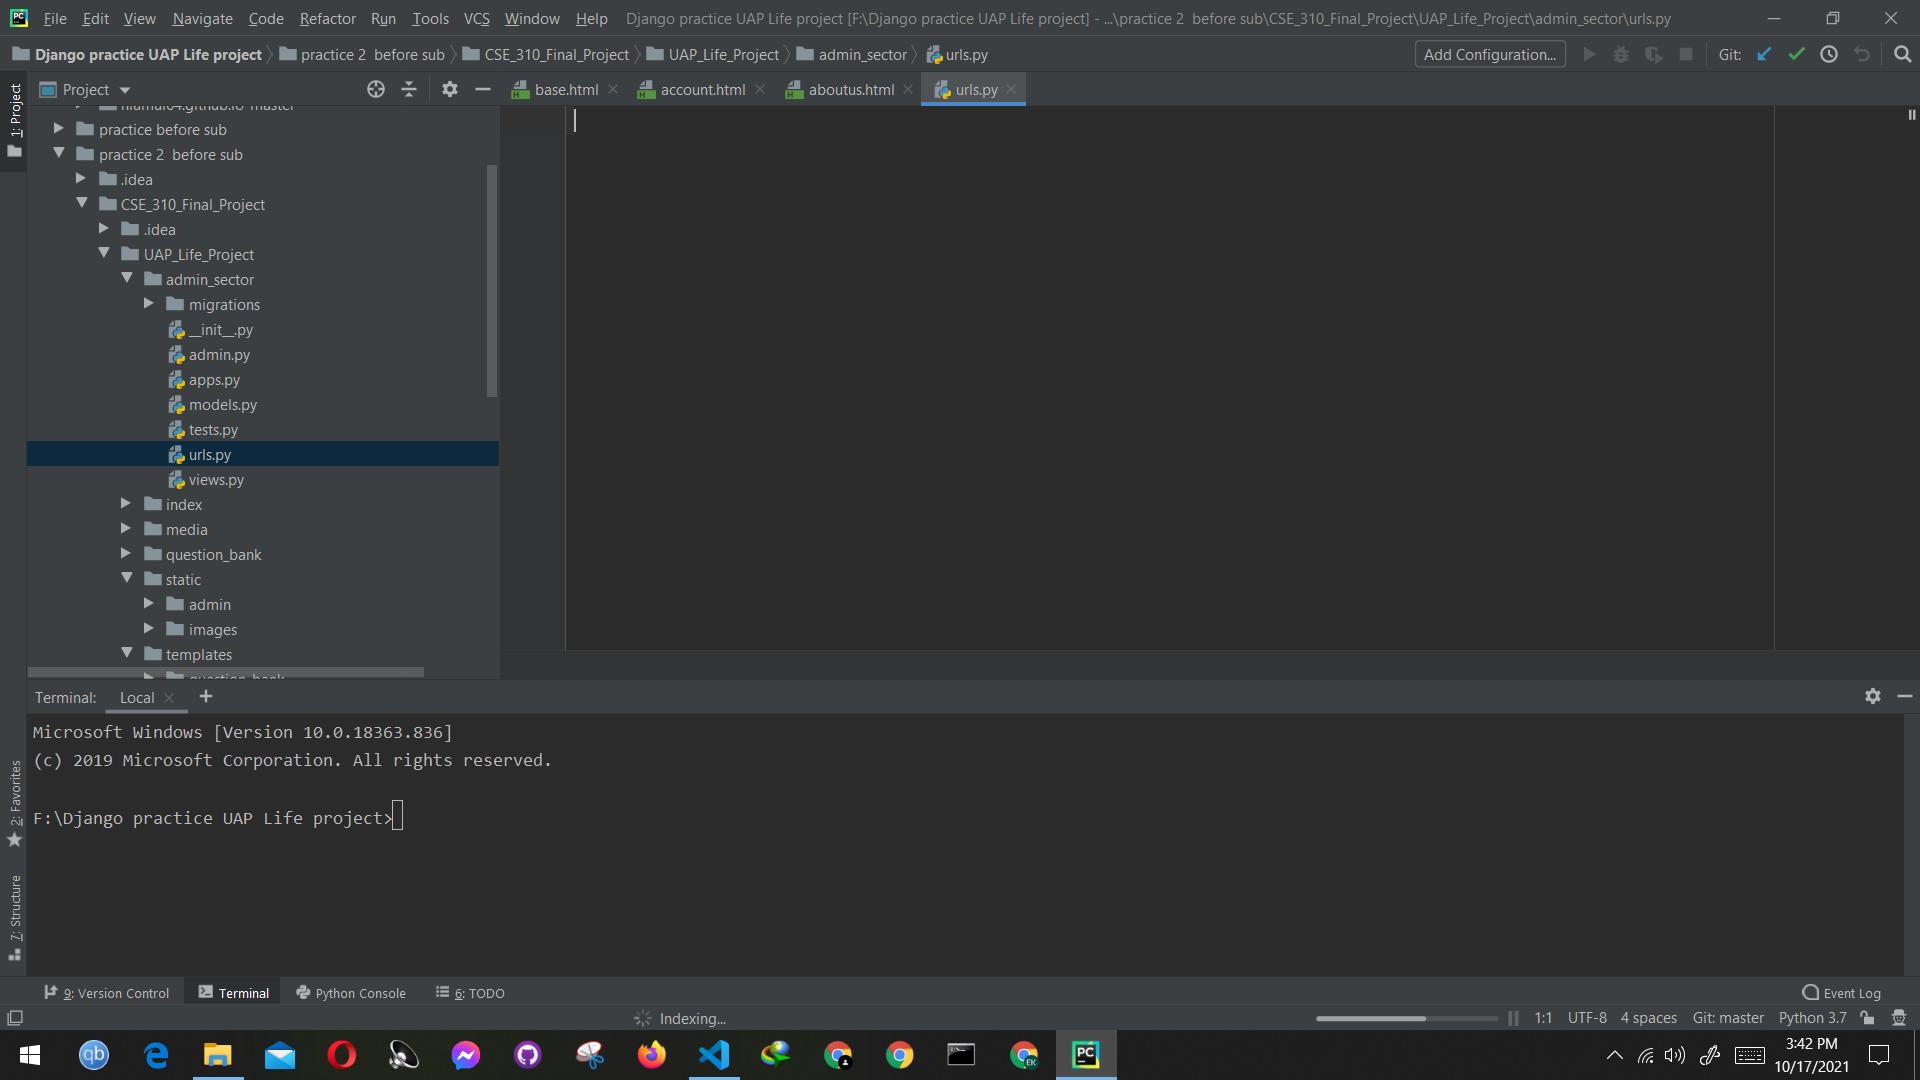 File Edit View Navigate Code Refactor Run Tools VCS Window Help Django practice UAP Life project [F:\Django practice UAP Life project] - ...\practice 2 before sub\CSE_310_Final_Project\UAP_Life_Project\admin_sector\urls.py
Django practice UAP Life project practice 2 before sub CSE_310_Final_Project UAP_Life_Project admin_sector urls.py Add Configuration... Git:
1: Project
Project base.html account.html aboutus.html urls.py
practice before sub
practice 2 before sub
.idea
CSE_310_Final_Project
.idea
UAP_Life_Project
admin_sector
migrations
__init__.py
admin.py
apps.py
models.py
tests.py
urls.py
views.py
index
media
question_bank
static
admin
images
templates
question_bank
Terminal: Local +
Microsoft Windows [Version 10.0.18363.836]
(c) 2019 Microsoft Corporation. All rights reserved.
F:\Django practice UAP Life project>
2: Favorites
7: Structure
9: Version Control Terminal Python Console 6: TODO Event Log
Indexing... 1:1 UTF-8 4 spaces Git: master Python 3.7
qb EK PC 3:42 PM
10/17/2021